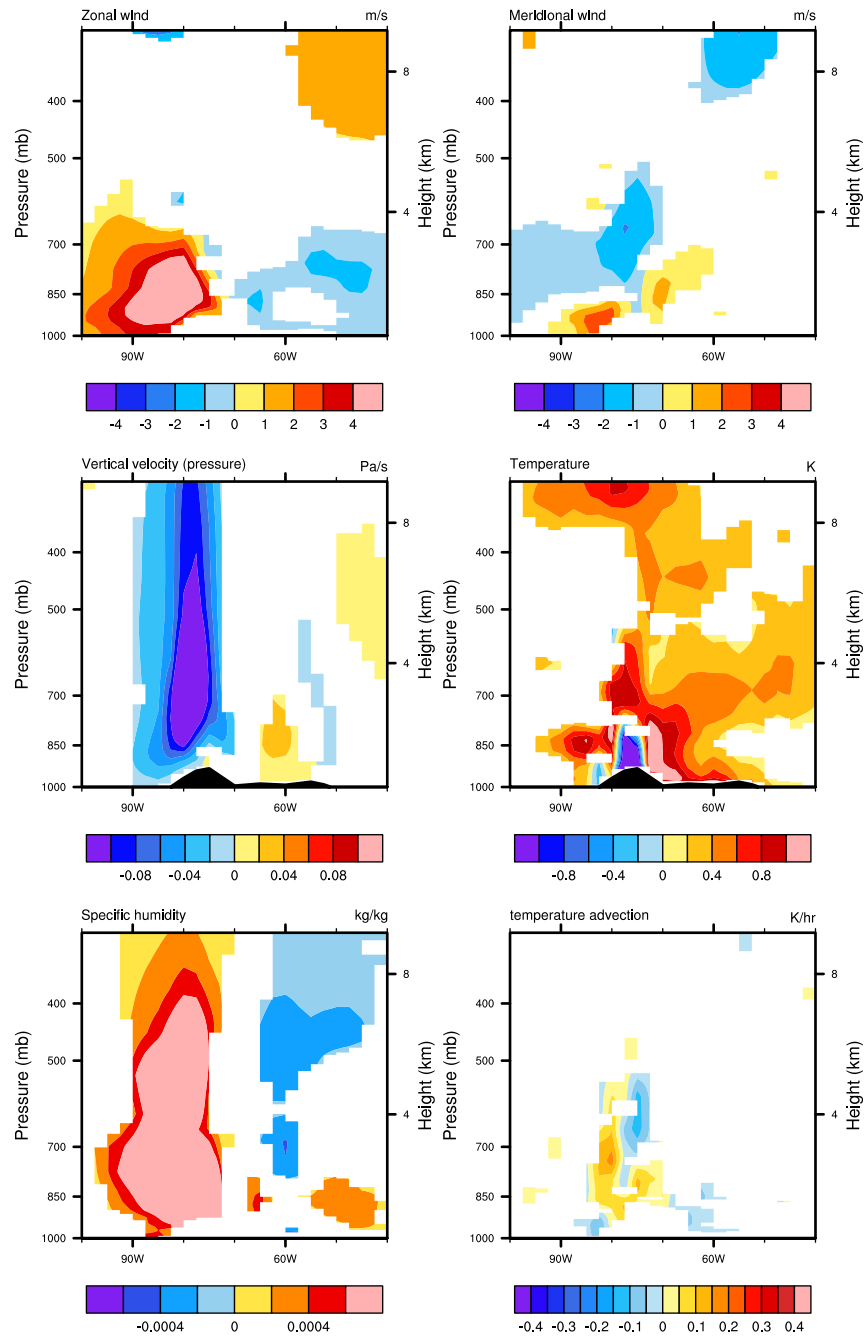 Zonal wind m/s
Meridional wind m/s
Pressure (mb)
400
500
700
850
1000
8
4
Height (km)
90W 60W
Pressure (mb)
400
500
700
850
1000
8
4
Height (km)
90W 60W
-4 -3 -2 -1 0 1 2 3 4
-4 -3 -2 -1 0 1 2 3 4
Vertical velocity (pressure) Pa/s
Temperature K
Pressure (mb)
400
500
700
850
1000
8
4
Height (km)
90W 60W
Pressure (mb)
400
500
700
850
1000
8
4
Height (km)
90W 60W
-0.08 -0.04 0 0.04 0.08
-0.8 -0.4 0 0.4 0.8
Specific humidity kg/kg
temperature advection K/hr
Pressure (mb)
400
500
700
850
1000
8
4
Height (km)
90W 60W
Pressure (mb)
400
500
700
850
1000
8
4
Height (km)
90W 60W
-0.0004 0 0.0004
-0.4 -0.3 -0.2 -0.1 0 0.1 0.2 0.3 0.4